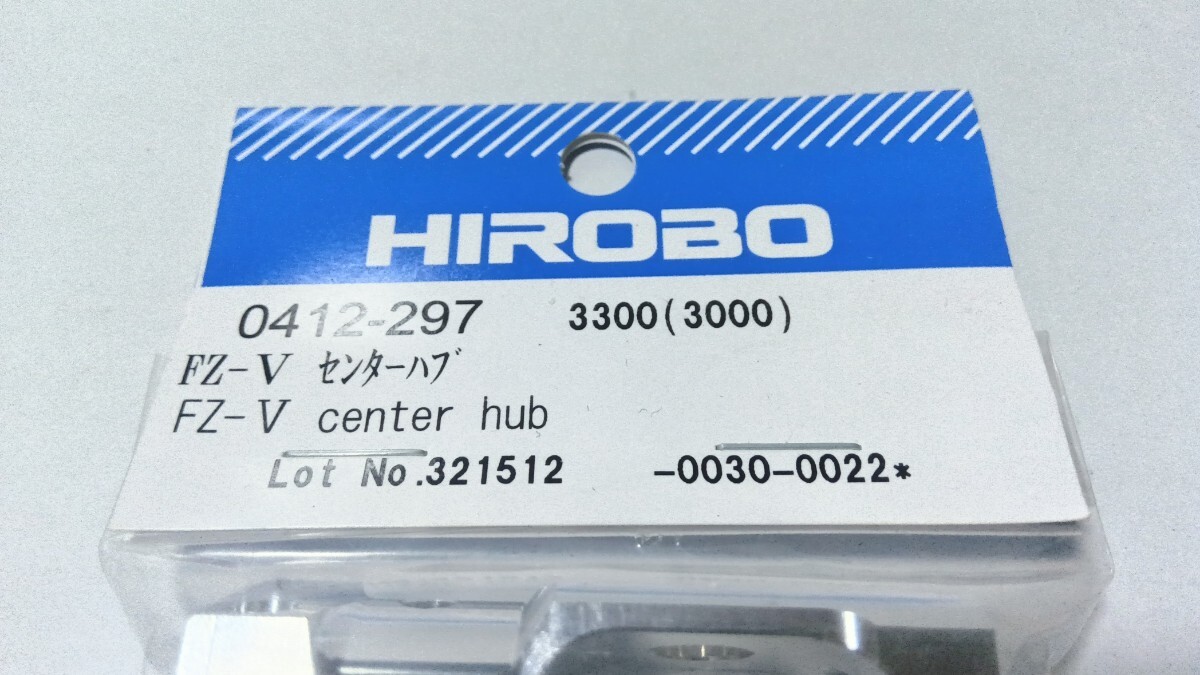 HIROBO
0412-297 3300(3000)
FZ-V ｾﾝﾀｰﾊﾌﾞ
FZ-V center hub
Lot No.321512 -0030-0022*